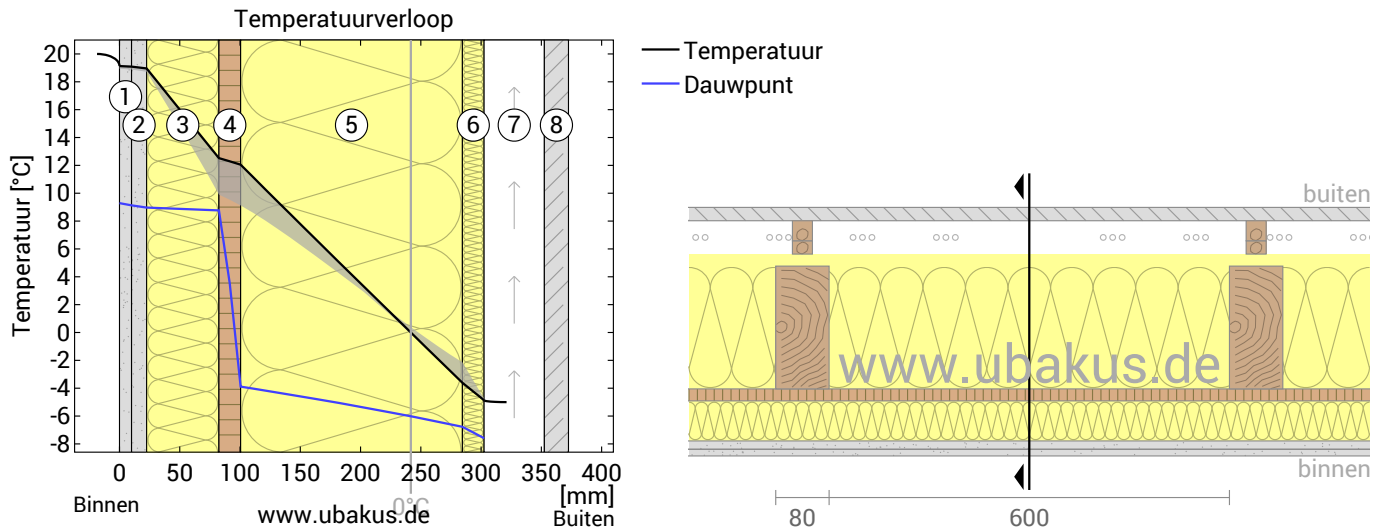 Temperatuurverloop
Temperatuur
Dauwpunt
Temperatuur [°C]
20
18
16
14
12
10
8
6
4
2
0
-2
-4
-6
-8
1
2
3
4
5
6
7
8
0 50 100 150 200 250 300 350 400
[mm]
0°C
Binnen
www.ubakus.de
Buiten
buiten
www.ubakus.de
binnen
80
600